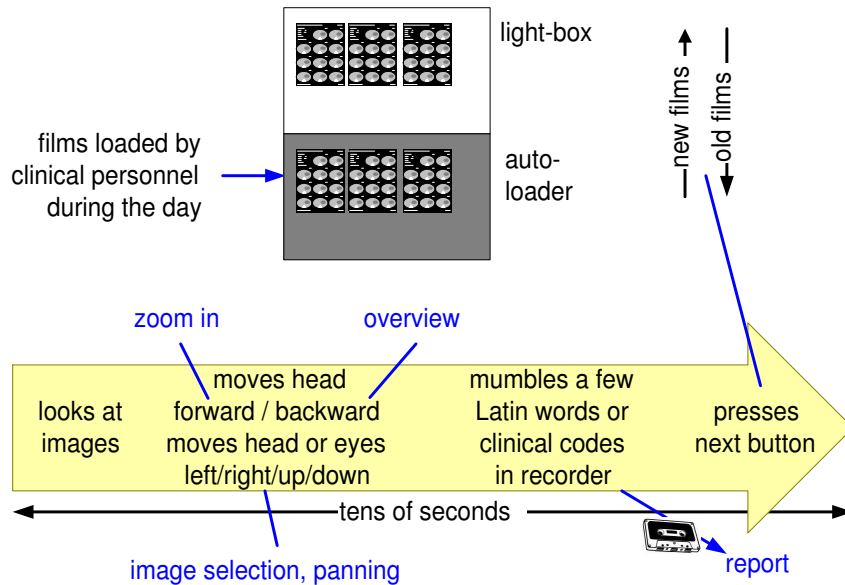 light-box
films loaded by
clinical personnel
during the day
auto-
loader
new films
old films
zoom in
overview
looks at
images
moves head
forward / backward
moves head or eyes
left/right/up/down
mumbles a few
Latin words or
clinical codes
in recorder
presses
next button
tens of seconds
image selection, panning
report